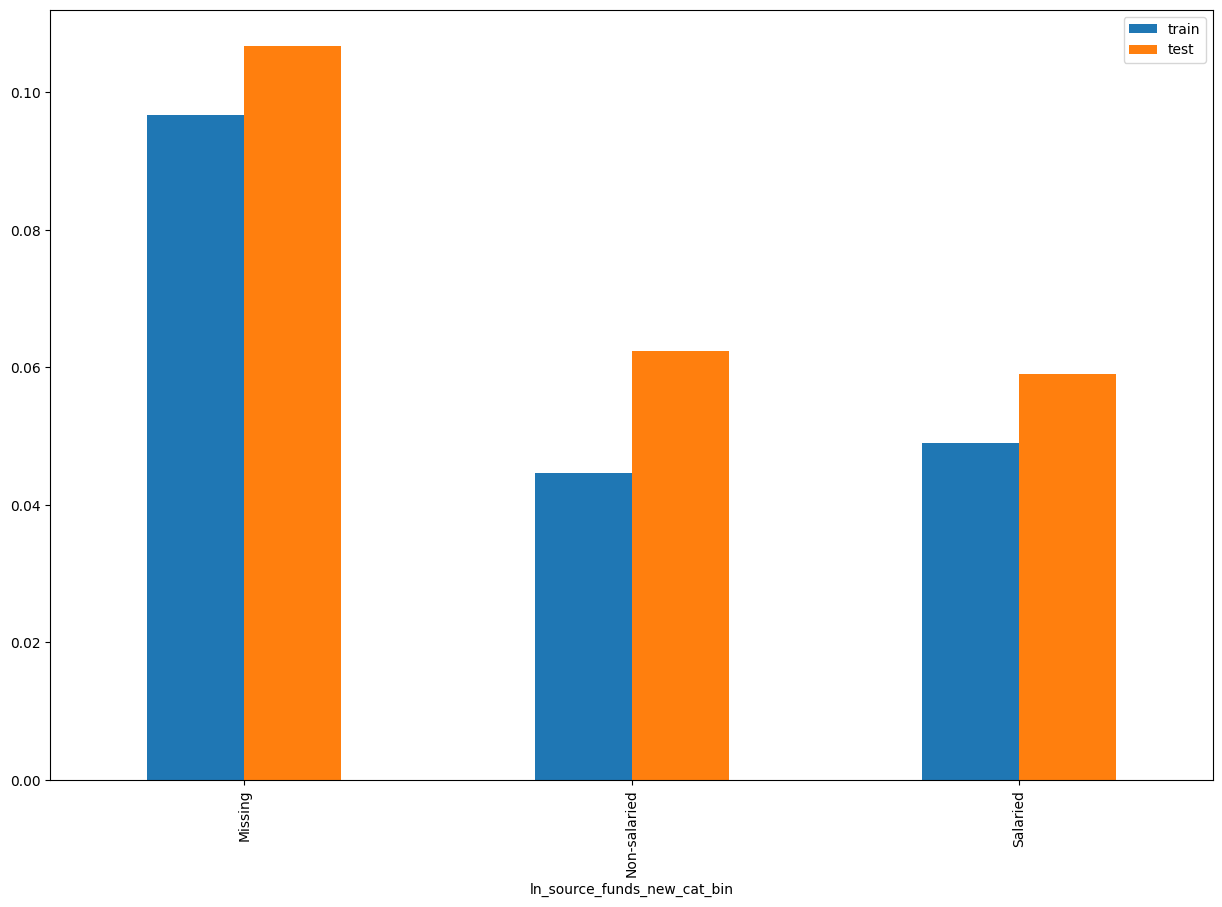 train
test
0.10
0.08
0.06
0.04
0.02
0.00
Missing
Non-salaried
Salaried
ln_source_funds_new_cat_bin